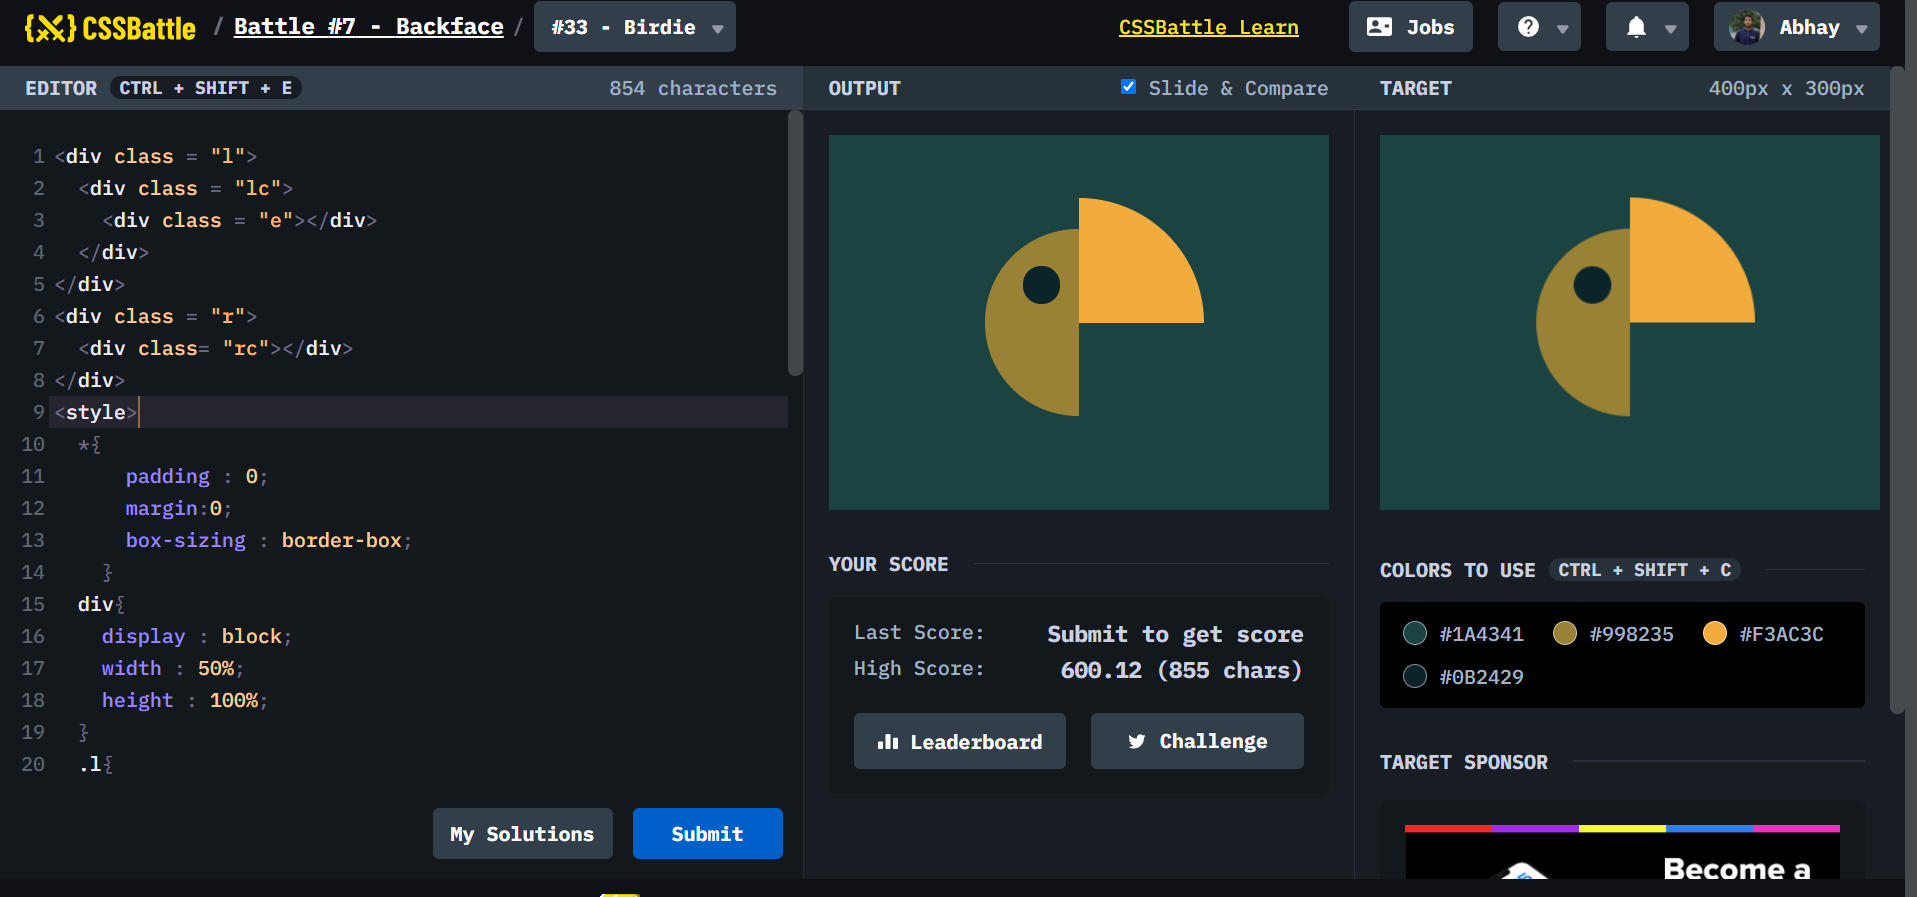 CSSBattle / Battle #7 - Backface / #33 - Birdie CSSBattle Learn Jobs Abhay
EDITOR CTRL + SHIFT + E 854 characters
1 <div class = "l">
2 <div class = "lc">
3 <div class = "e"></div>
4 </div>
5 </div>
6 <div class = "r">
7 <div class= "rc"></div>
8 </div>
9 <style>
10 *{
11 padding : 0;
12 margin:0;
13 box-sizing : border-box;
14 }
15 div{
16 display : block;
17 width : 50%;
18 height : 100%;
19 }
20 .l{
My Solutions Submit
OUTPUT Slide & Compare
YOUR SCORE
Last Score: Submit to get score
High Score: 600.12 (855 chars)
Leaderboard Challenge
TARGET 400px x 300px
COLORS TO USE CTRL + SHIFT + C
#1A4341 #998235 #F3AC3C
#0B2429
TARGET SPONSOR
Become a